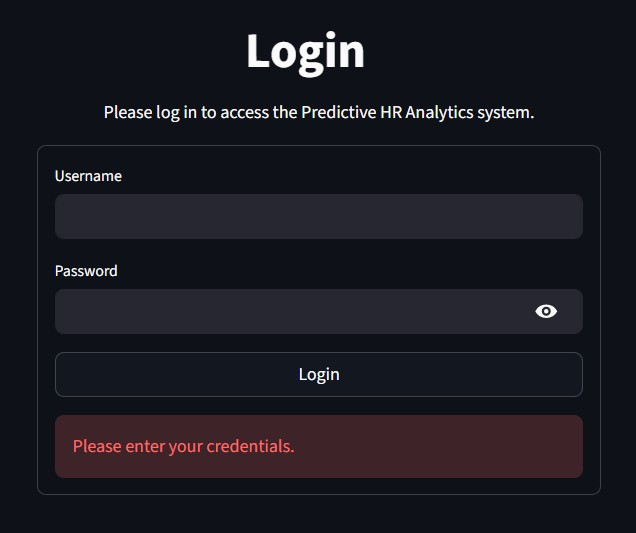 Login
Please log in to access the Predictive HR Analytics system.
Username
Password
Login
Please enter your credentials.